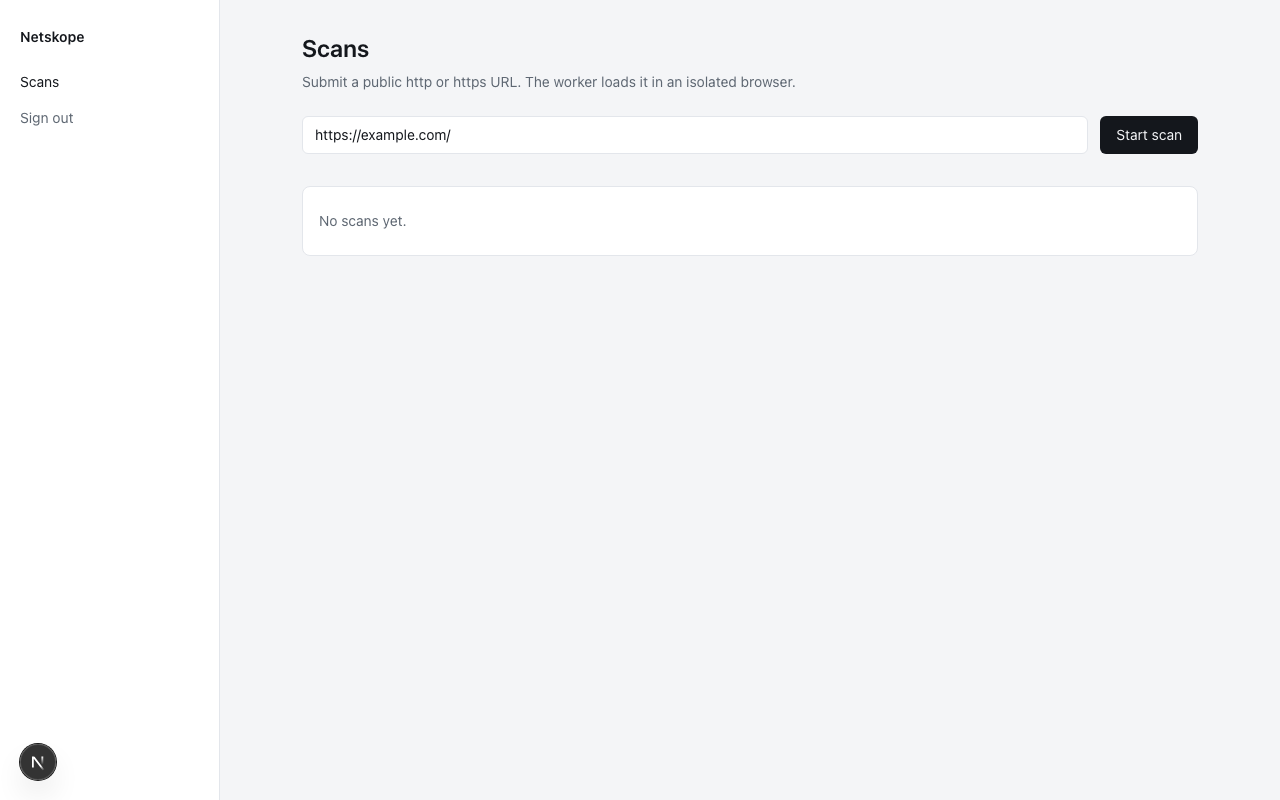 Netskope
Scans
Sign out
Scans
Submit a public http or https URL. The worker loads it in an isolated browser.
https://example.com/
Start scan
No scans yet.
N